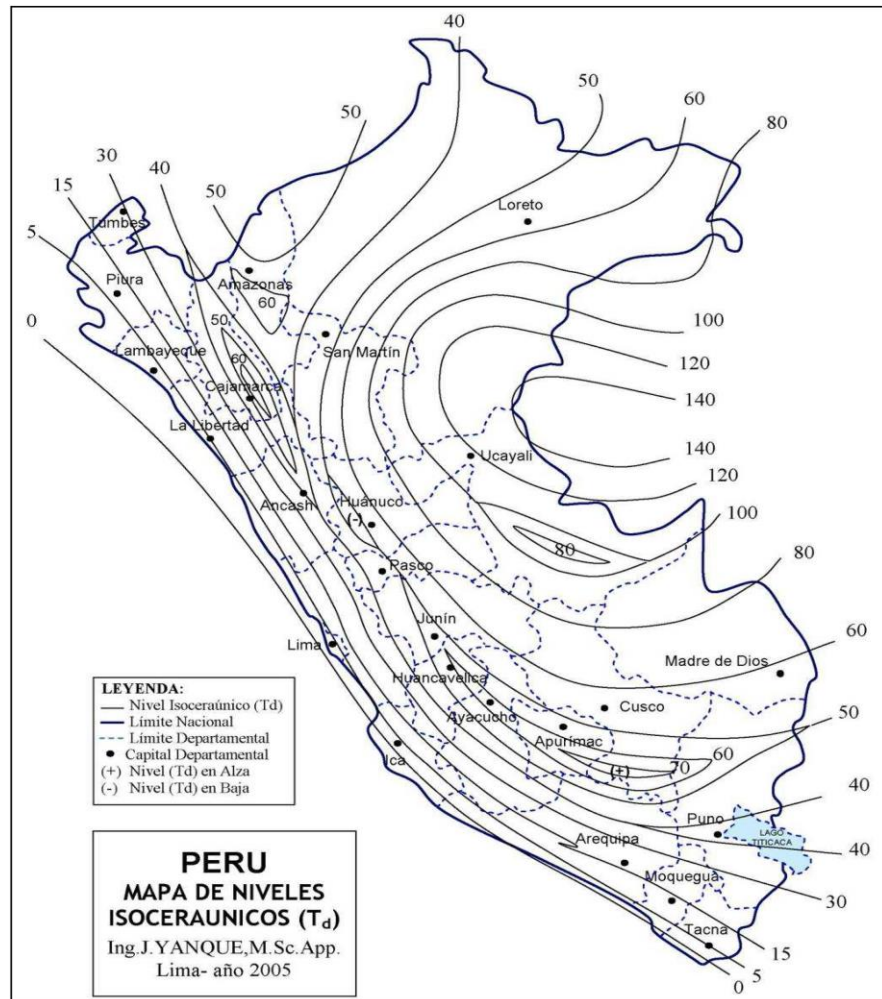 40
50
60
50
80
30
40
15
50
5
0
Tumbes
Loreto
Piura
Amazonas
60
50
100
San Martín
Lambayeque
60
120
Cajamarca
140
La Libertad
140
Ucayali
120
Ancash
Huánuco
(-)
100
80
Pasco
80
Junín
60
Lima
Huancavelica
Madre de Dios
Ayacucho
Cusco
50
Apurímac
60
(+)
70
Ica
40
Puno
LAGO
TITICACA
Arequipa
40
Moquegua
30
Tacna
15
5
0
LEYENDA:
Nivel Isoceraúnico (Td)
Límite Nacional
Límite Departamental
Capital Departamental
(+) Nivel (Td) en Alza
(-) Nivel (Td) en Baja
PERU
MAPA DE NIVELES
ISOCERAUNICOS (Td)
Ing.J.YANQUE,M.Sc.App.
Lima- año 2005